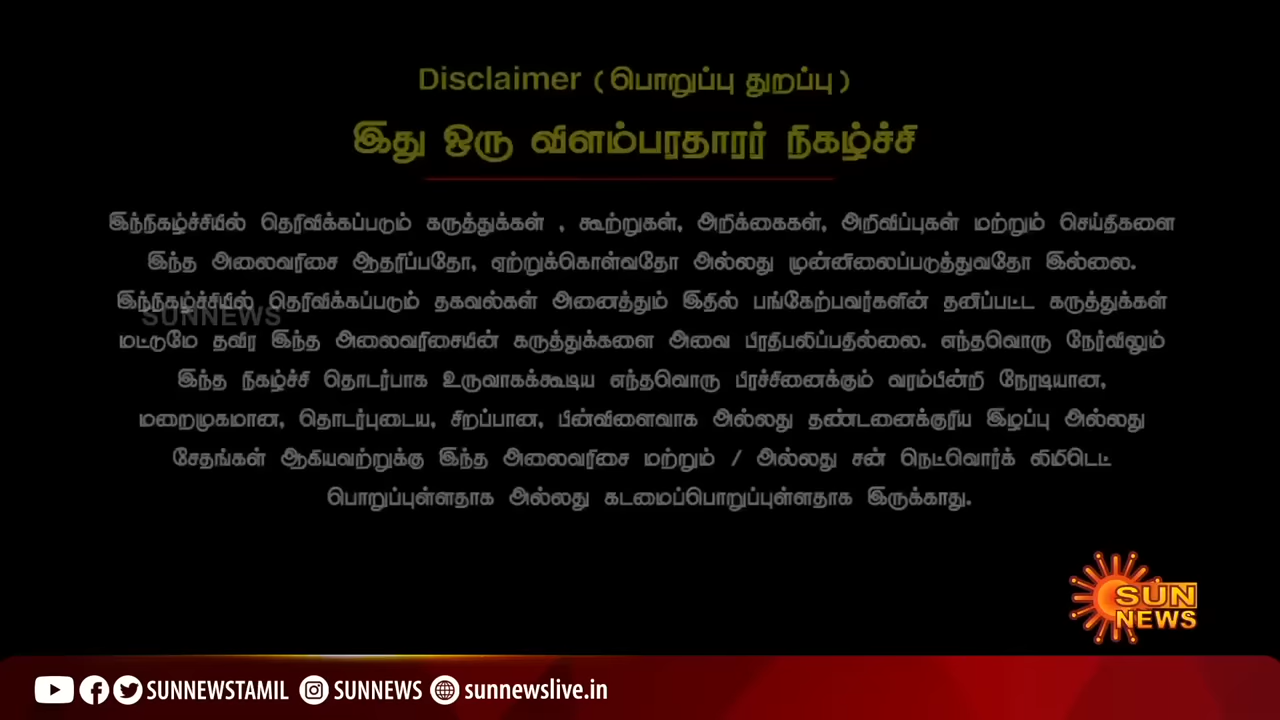 Disclaimer (பொறுப்பு துறப்பு)
இது ஒரு விளம்பரதாரர் நிகழ்ச்சி
இந்நிகழ்ச்சியில் தெரிவிக்கப்படும் கருத்துக்கள் , கூற்றுகள், அறிக்கைகள், அறிவிப்புகள் மற்றும் செய்திகளை
இந்த அலைவரிசை ஆதரிப்பதோ, ஏற்றுக்கொள்வதோ அல்லது முன்னிலைப்படுத்துவதோ இல்லை.
இந்நிகழ்ச்சியில் தெரிவிக்கப்படும் தகவல்கள் அனைத்தும் இதில் பங்கேற்பவர்களின் தனிப்பட்ட கருத்துக்கள்
SUNNEWS
மட்டுமே தவிர இந்த அலைவரிசையின் கருத்துக்களை அவை பிரதிபலிப்பதில்லை. எந்தவொரு நேர்விலும்
இந்த நிகழ்ச்சி தொடர்பாக உருவாகக்கூடிய எந்தவொரு பிரச்சினைக்கும் வரம்பின்றி நேரடியான,
மறைமுகமான, தொடர்புடைய, சிறப்பான, பின்விளைவாக அல்லது தண்டனைக்குரிய இழப்பு அல்லது
சேதங்கள் ஆகியவற்றுக்கு இந்த அலைவரிசை மற்றும் / அல்லது சன் நெட்வொர்க் லிமிடெட்
பொறுப்புள்ளதாக அல்லது கடமைப்பொறுப்புள்ளதாக இருக்காது.
SUN
NEWS
SUNNEWSTAMIL SUNNEWS sunnewslive.in